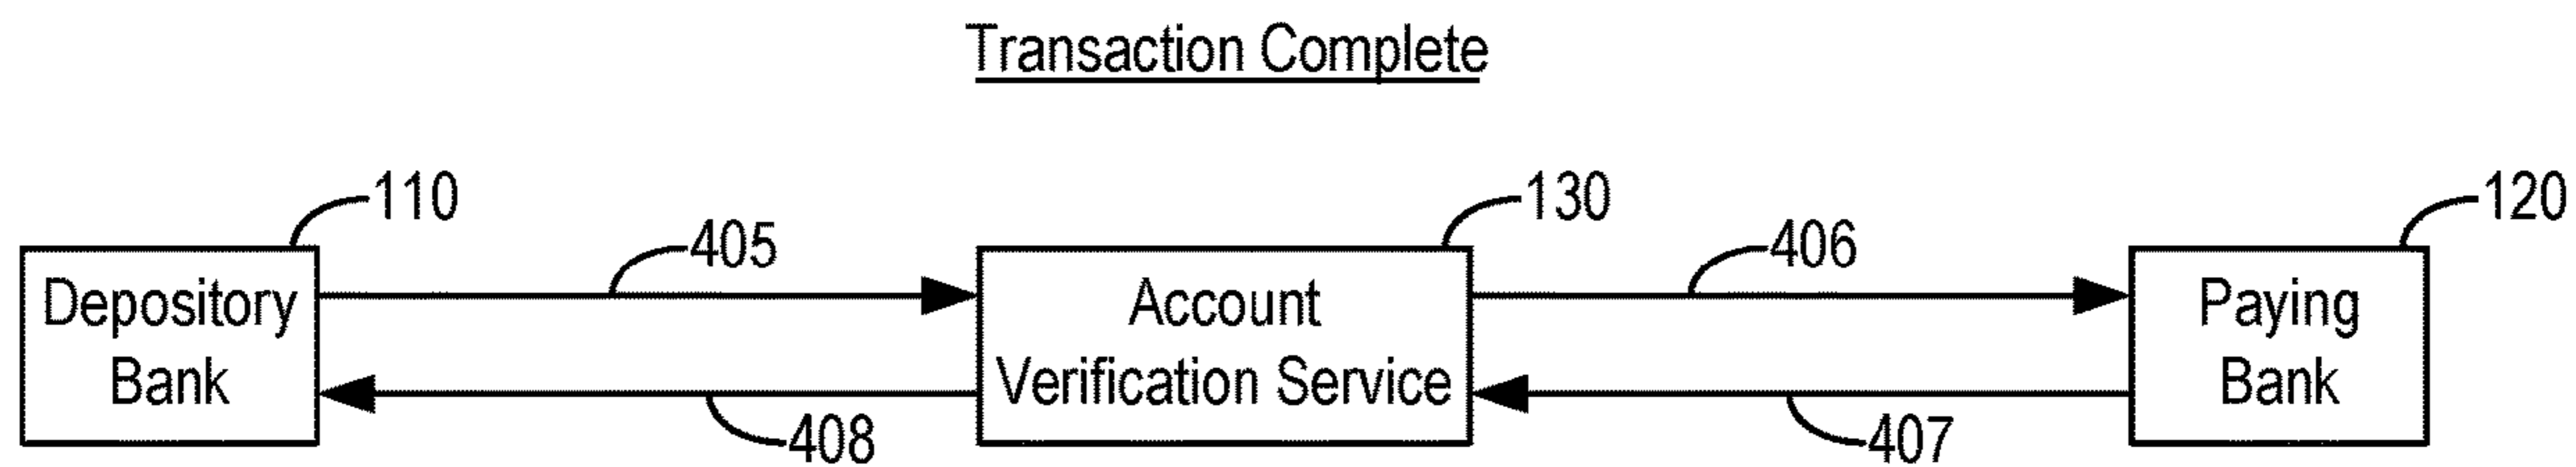 Transaction Complete
110
130
120
405
406
Depository
Bank
Account
Verification Service
Paying
Bank
408
407